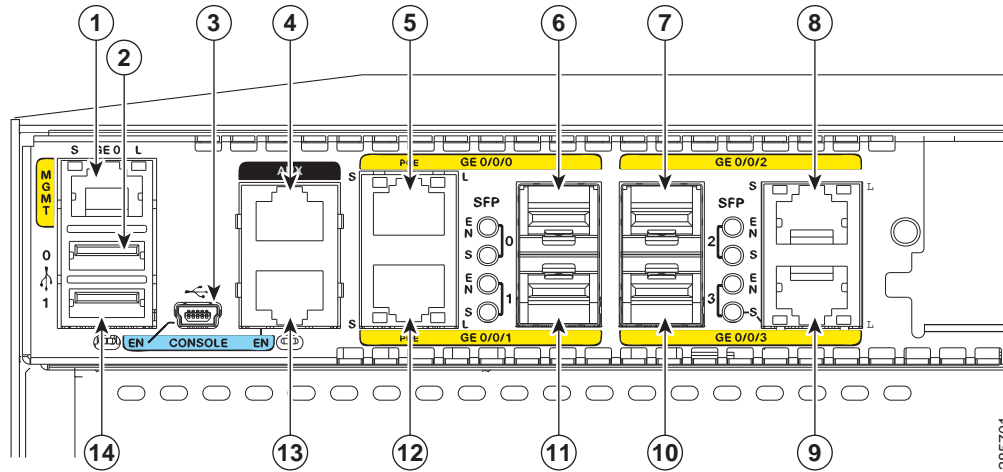 1 2 3 4 5 6 7 8
S GE 0 L
AUX
POE GE 0/0/0
GE 0/0/2
MGMT
S L
SFP
SFP
S L
EN
0
S
EN
2
S
0
1
EN
1
S
EN
3
S
S L
L
EN CONSOLE EN
POE GE 0/0/1
GE 0/0/3
14 13 12 11 10 9